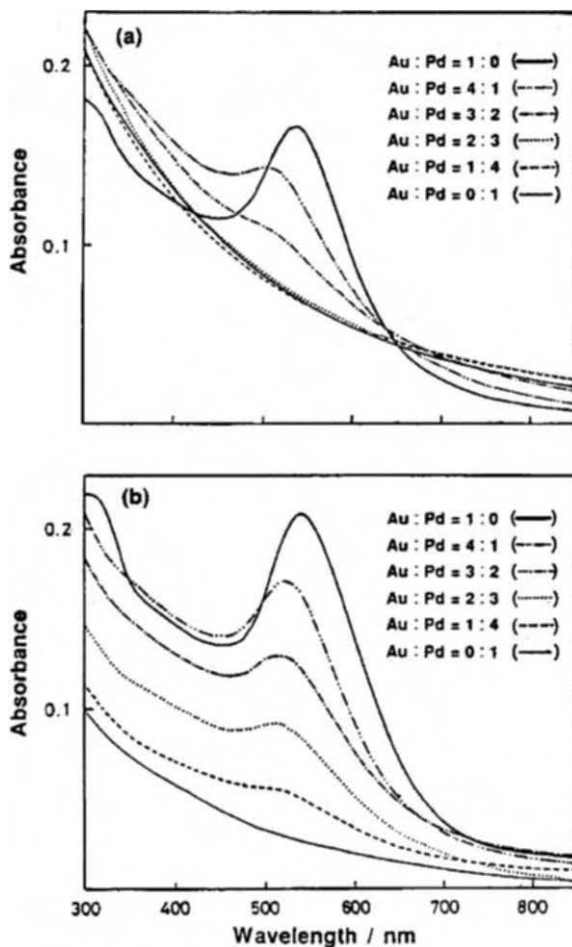 (a)
Au : Pd = 1 : 0 (——)
Au : Pd = 4 : 1 (-··-··-)
Au : Pd = 3 : 2 (-·-·-)
Au : Pd = 2 : 3 (·······)
Au : Pd = 1 : 4 (-----)
Au : Pd = 0 : 1 (——)
0.2
0.1
Absorbance
(b)
Au : Pd = 1 : 0 (——)
Au : Pd = 4 : 1 (-·-·-)
Au : Pd = 3 : 2 (-··-··-)
Au : Pd = 2 : 3 (·······)
Au : Pd = 1 : 4 (-----)
Au : Pd = 0 : 1 (——)
0.2
0.1
Absorbance
300 400 500 600 700 800
Wavelength / nm